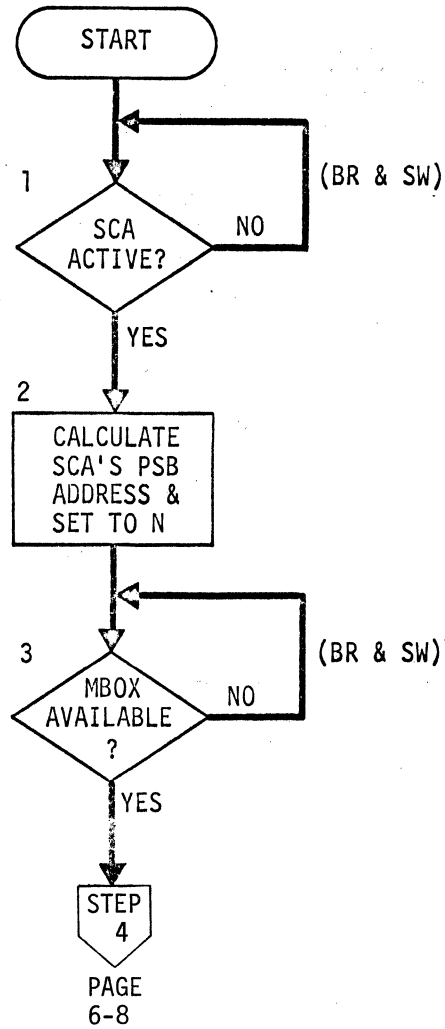 START
1
(BR & SW)
SCA
ACTIVE?
NO
YES
2
CALCULATE
SCA'S PSB
ADDRESS &
SET TO N
3
(BR & SW)
MBOX
AVAILABLE
?
NO
YES
STEP
4
PAGE
6-8